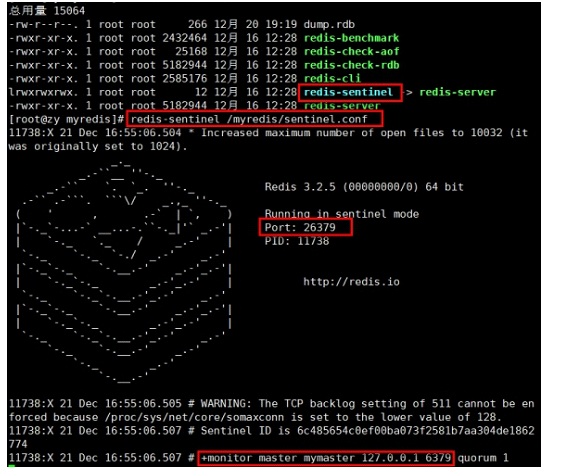 总用量 15064
-rw-r--r--. 1 root root     266 12月 20 19:19 dump.rdb
-rwxr-xr-x. 1 root root 2432464 12月 16 12:28 redis-benchmark
-rwxr-xr-x. 1 root root   25168 12月 16 12:28 redis-check-aof
-rwxr-xr-x. 1 root root 5182944 12月 16 12:28 redis-check-rdb
-rwxr-xr-x. 1 root root 2585176 12月 16 12:28 redis-cli
lrwxrwxrwx. 1 root root      12 12月 16 12:28 redis-sentinel -> redis-server
-rwxr-xr-x. 1 root root 5182944 12月 16 12:28 redis-server
[root@zy myredis]# redis-sentinel /myredis/sentinel.conf
11738:X 21 Dec 16:55:06.504 * Increased maximum number of open files to 10032 (it
was originally set to 1024).
Redis 3.2.5 (00000000/0) 64 bit
Running in sentinel mode
Port: 26379
PID: 11738
http://redis.io
11738:X 21 Dec 16:55:06.505 # WARNING: The TCP backlog setting of 511 cannot be en
forced because /proc/sys/net/core/somaxconn is set to the lower value of 128.
11738:X 21 Dec 16:55:06.507 # Sentinel ID is 6c485654c0ef00ba073f2581b7aa304de1862
774
11738:X 21 Dec 16:55:06.507 # +monitor master mymaster 127.0.0.1 6379 quorum 1